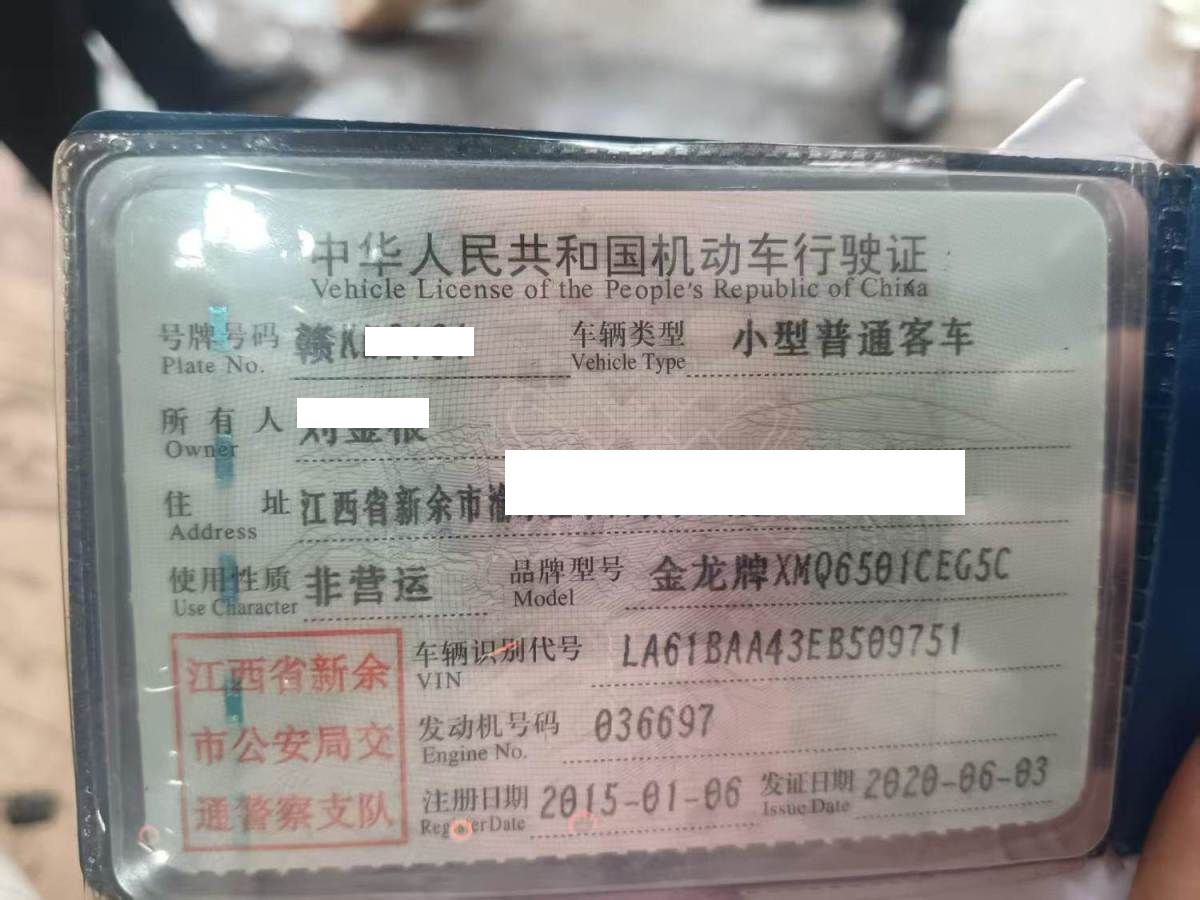 中华人民共和国机动车行驶证
Vehicle License of the People's Republic of China
号牌号码 赣K 车辆类型 小型普通客车
Plate No. Vehicle Type
所有人
Owner
住址 江西省新余市渝
Address
使用性质 非营运 品牌型号 金龙牌XMQ6501CEG5C
Use Character Model
江西省新余 车辆识别代号 LA61BAA43EB509751
VIN
市公安局交 发动机号码 036697
Engine No.
通警察支队 注册日期 2015-01-06 发证日期 2020-06-03
Register Date Issue Date